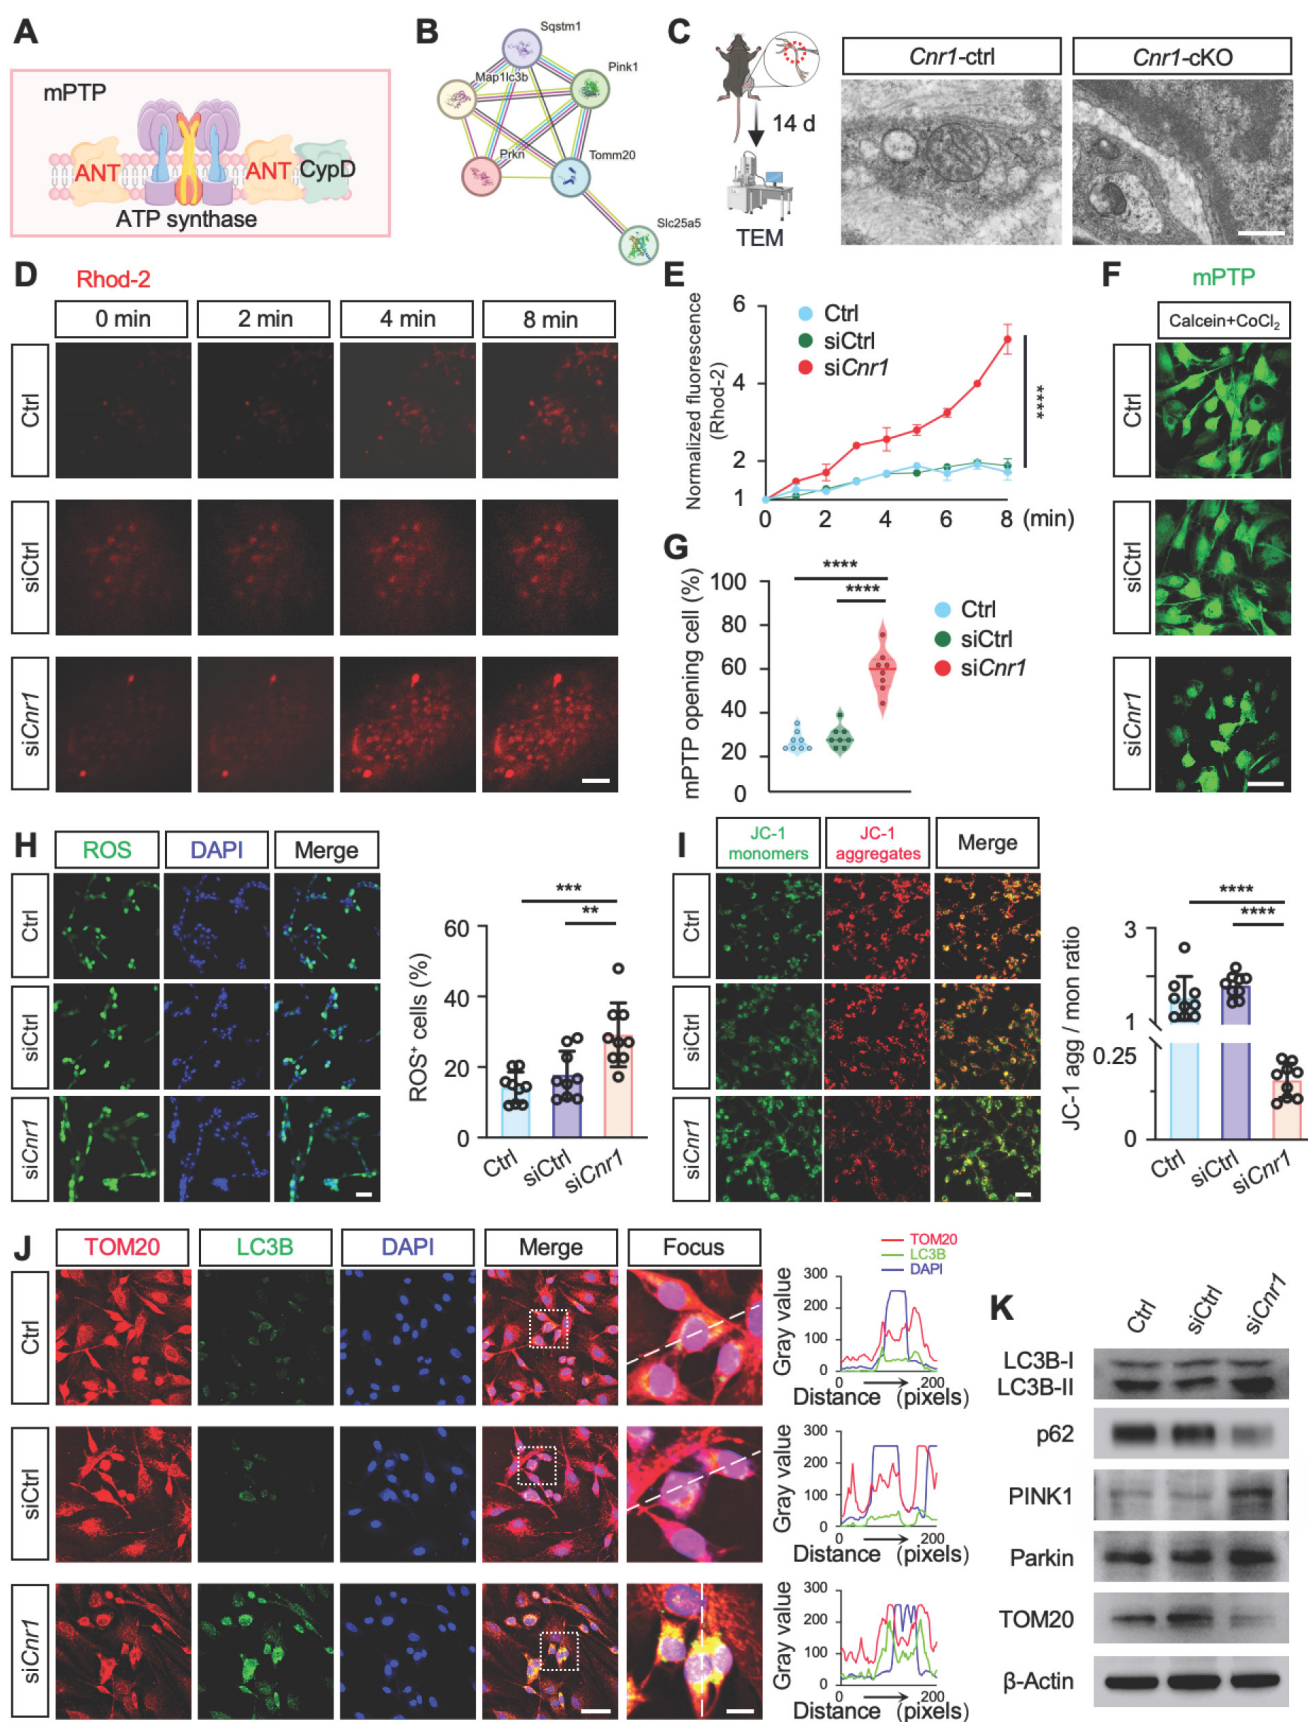 A
mPTP
ANT
ANT
CypD
ATP synthase
B
Sqstm1
Map1lc3b
Pink1
Prkn
Tomm20
Slc25a5
C
14 d
TEM
Cnr1-ctrl
Cnr1-cKO
D
Rhod-2
0 min
2 min
4 min
8 min
Ctrl
siCtrl
siCnr1
E
Normalized fluorescence
(Rhod-2)
6
4
2
1
0
2
4
6
8
(min)
Ctrl
siCtrl
siCnr1
****
F
mPTP
Calcein+CoCl2
Ctrl
siCtrl
siCnr1
G
mPTP opening cell (%)
100
80
60
40
20
0
****
****
Ctrl
siCtrl
siCnr1
H
ROS
DAPI
Merge
Ctrl
siCtrl
siCnr1
ROS+ cells (%)
60
40
20
0
***
**
Ctrl
siCtrl
siCnr1
I
JC-1
monomers
JC-1
aggregates
Merge
Ctrl
siCtrl
siCnr1
JC-1 agg / mon ratio
3
1
0.25
0
****
****
Ctrl
siCtrl
siCnr1
J
TOM20
LC3B
DAPI
Merge
Focus
Ctrl
siCtrl
siCnr1
TOM20
LC3B
DAPI
Gray value
300
200
100
0
0
200
Distance
(pixels)
Gray value
300
200
100
0
0
200
Distance
(pixels)
Gray value
300
200
100
0
0
200
Distance
(pixels)
K
Ctrl
siCtrl
siCnr1
LC3B-I
LC3B-II
p62
PINK1
Parkin
TOM20
β-Actin